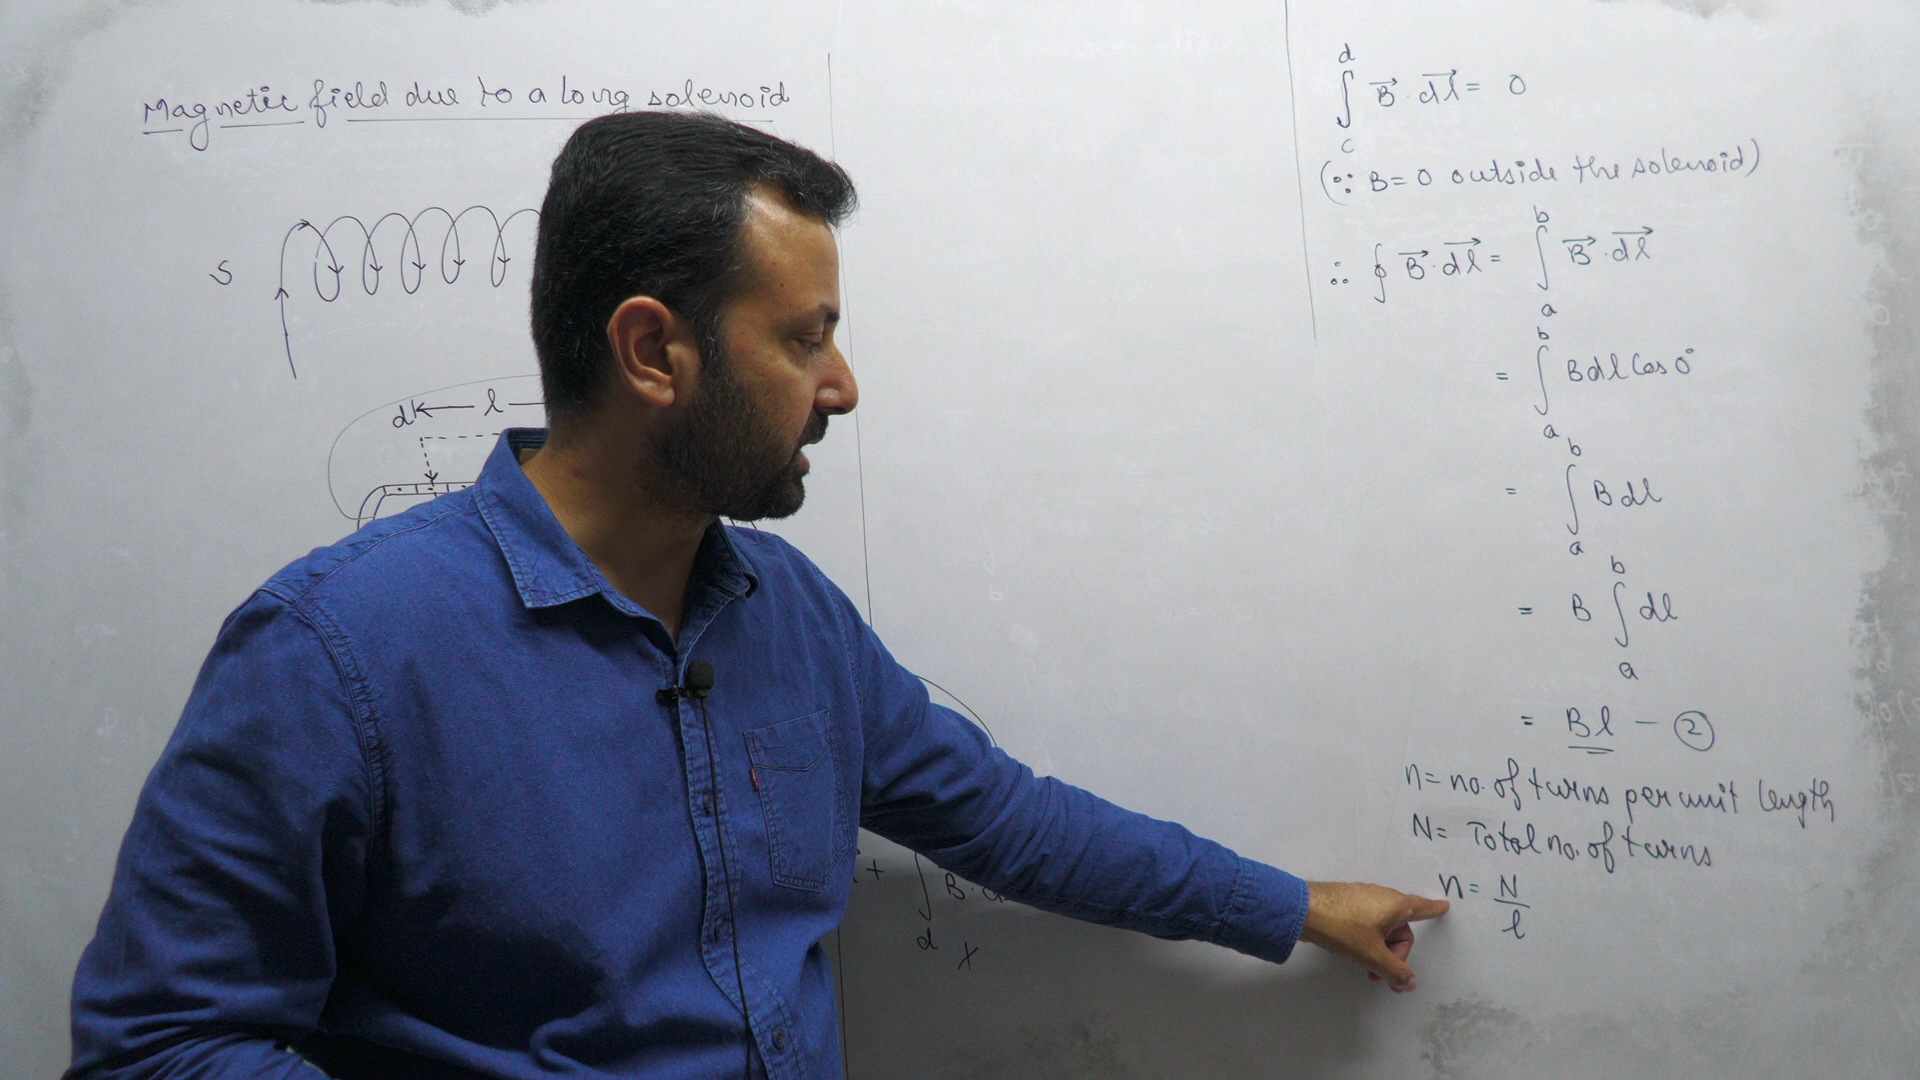 Magnetic field due to a long solenoid
S
d l
+ ∫ B
d
x
d
∫ B⃗ . dl⃗ = 0
c
(∵ B = 0 outside the solenoid)
b
∴ ∮ B⃗ . dl⃗ = ∫ B⃗ . dl⃗
a
b
= ∫ B dl Cos 0°
a
b
= ∫ B dl
a
b
= B ∫ dl
a
= Bl - ②
n = no. of turns per unit length
N = Total no. of turns
n = N
l